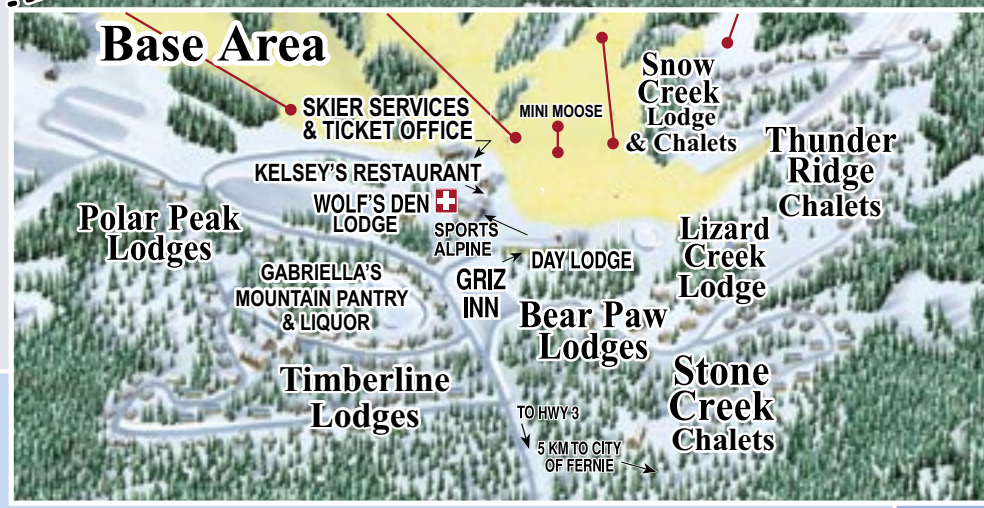 Base Area
SKIER SERVICES
& TICKET OFFICE
MINI MOOSE
Snow
Creek
Lodge
& Chalets
Thunder
Ridge
Chalets
KELSEY'S RESTAURANT
WOLF'S DEN
LODGE
SPORTS
ALPINE
DAY LODGE
Polar Peak
Lodges
Lizard
Creek
Lodge
GABRIELLA'S
MOUNTAIN PANTRY
& LIQUOR
GRIZ
INN
Bear Paw
Lodges
Timberline
Lodges
Stone
Creek
Chalets
TO HWY 3
5 KM TO CITY
OF FERNIE